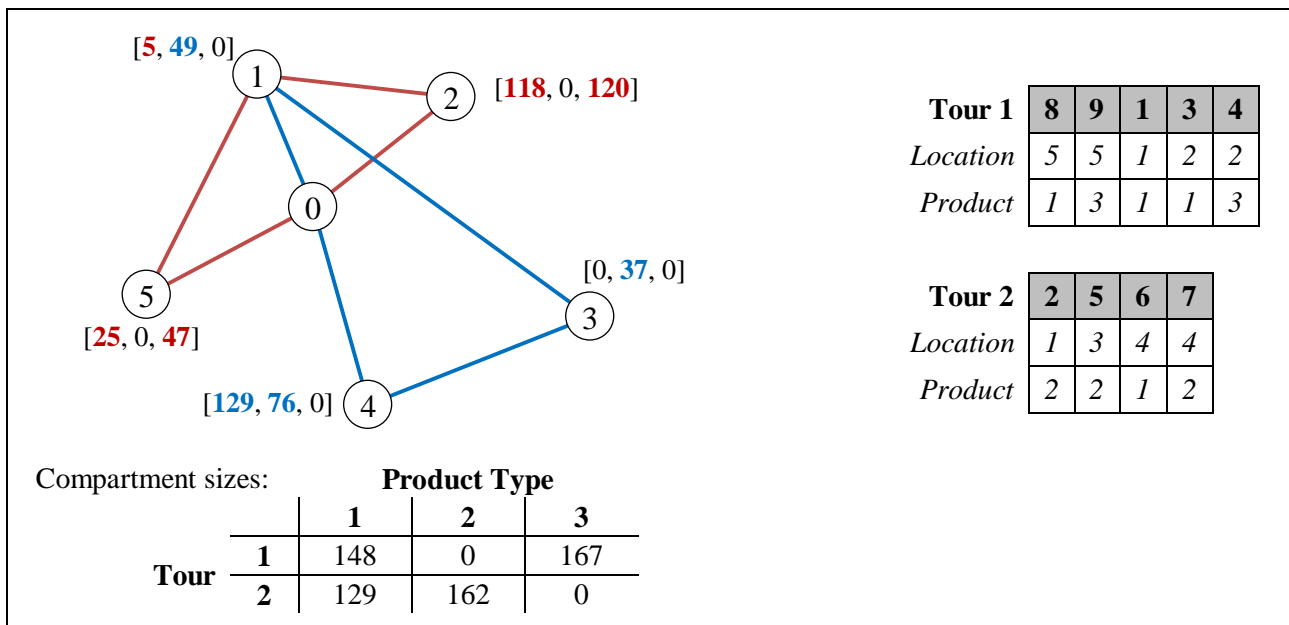 [5, 49, 0]
1
2
[118, 0, 120]
0
5
[25, 0, 47]
[0, 37, 0]
3
[129, 76, 0]
4
Compartment sizes:
Product Type
1 2 3
Tour
1 148 0 167
2 129 162 0
Tour 1 8 9 1 3 4
Location 5 5 1 2 2
Product 1 3 1 1 3
Tour 2 2 5 6 7
Location 1 3 4 4
Product 2 2 1 2